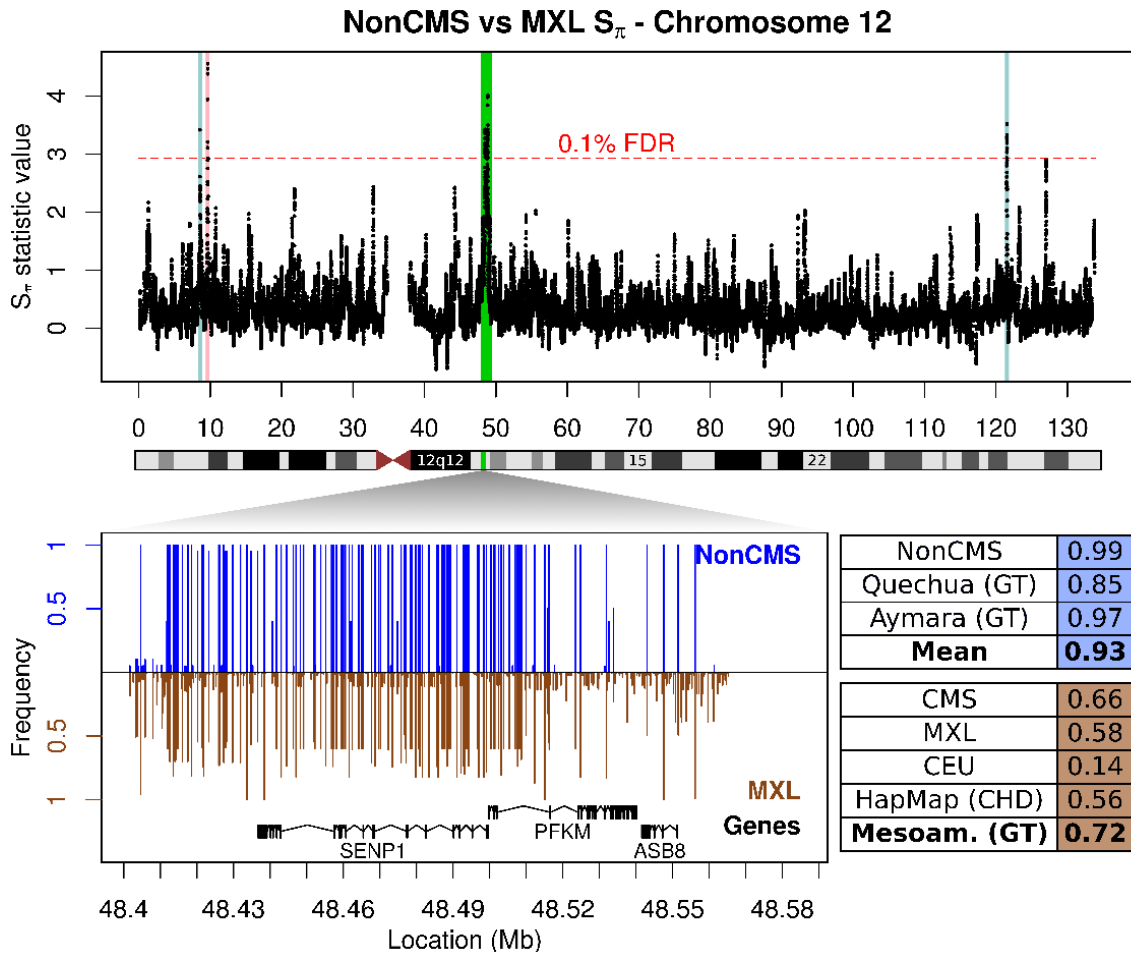 NonCMS vs MXL Sπ - Chromosome 12
Sπ statistic value
4
3
2
1
0
0.1% FDR
0 10 20 30 40 50 60 70 80 90 100 110 120 130
12q12 15 22
Frequency
1
0.5
0.5
1
NonCMS
MXL
Genes
SENP1
PFKM
ASB8
48.4 48.43 48.46 48.49 48.52 48.55 48.58
Location (Mb)
NonCMS 0.99
Quechua (GT) 0.85
Aymara (GT) 0.97
Mean 0.93
CMS 0.66
MXL 0.58
CEU 0.14
HapMap (CHD) 0.56
Mesoam. (GT) 0.72